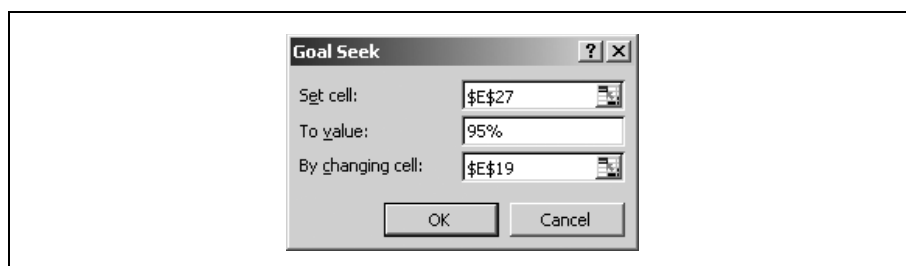 Goal Seek
Set cell: $E$27
To value: 95%
By changing cell: $E$19
OK Cancel